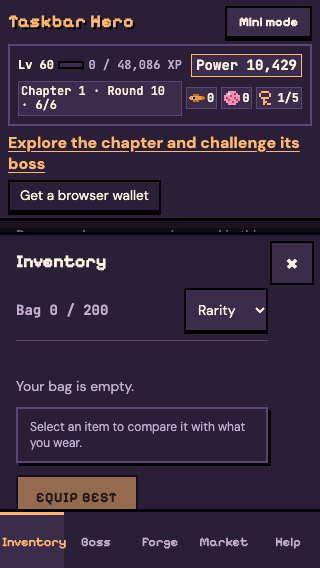 Taskbar Hero
Mini mode
Lv 60 0 / 48,086 XP
Power 10,429
Chapter 1 · Round 10
· 6/6
0
0
1/5
Explore the chapter and challenge its
boss
Get a browser wallet
Inventory
✖
Bag 0 / 200
Rarity
Your bag is empty.
Select an item to compare it with what
you wear.
EQUIP BEST
Inventory
Boss
Forge
Market
Help